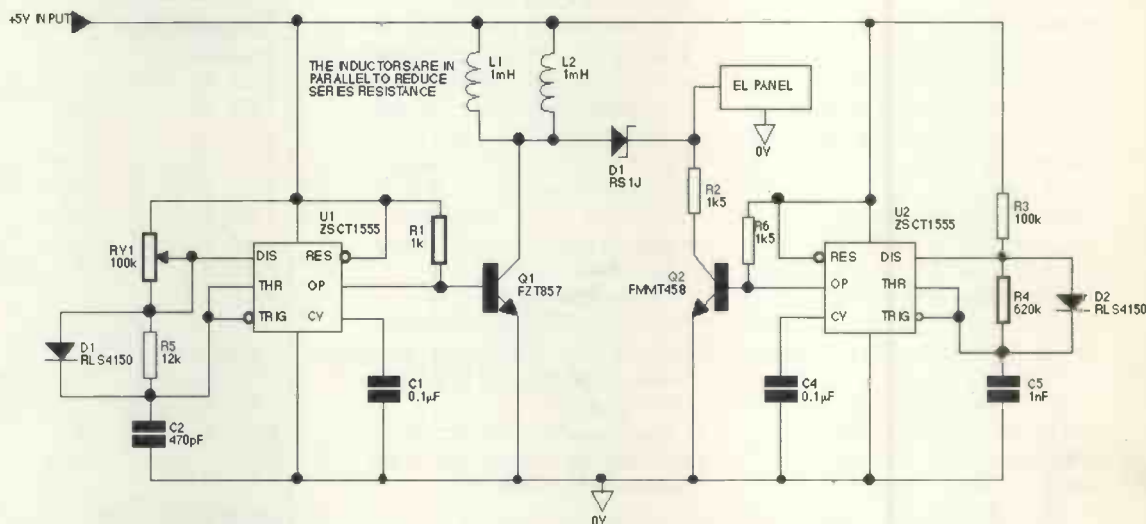 +5V INPUT
THE INDUCTORS ARE IN
PARALLEL TO REDUCE
SERIES RESISTANCE
L1
1mH
L2
1mH
EL PANEL
0V
D1
RS1J
R2
1k5
U1
ZSCT1555
R1
1k
RV1
100k
DIS
RES
THR
OP
TRIG
CV
Q1
FZT857
Q2
FMMT458
R6
1k5
U2
ZSCT1555
RES
DIS
OP
THR
CV
TRIG
R3
100k
R4
620k
D2
RLS4150
D1
RLS4150
R5
12k
C1
0.1µF
C2
470pF
C4
0.1µF
C5
1nF
0V